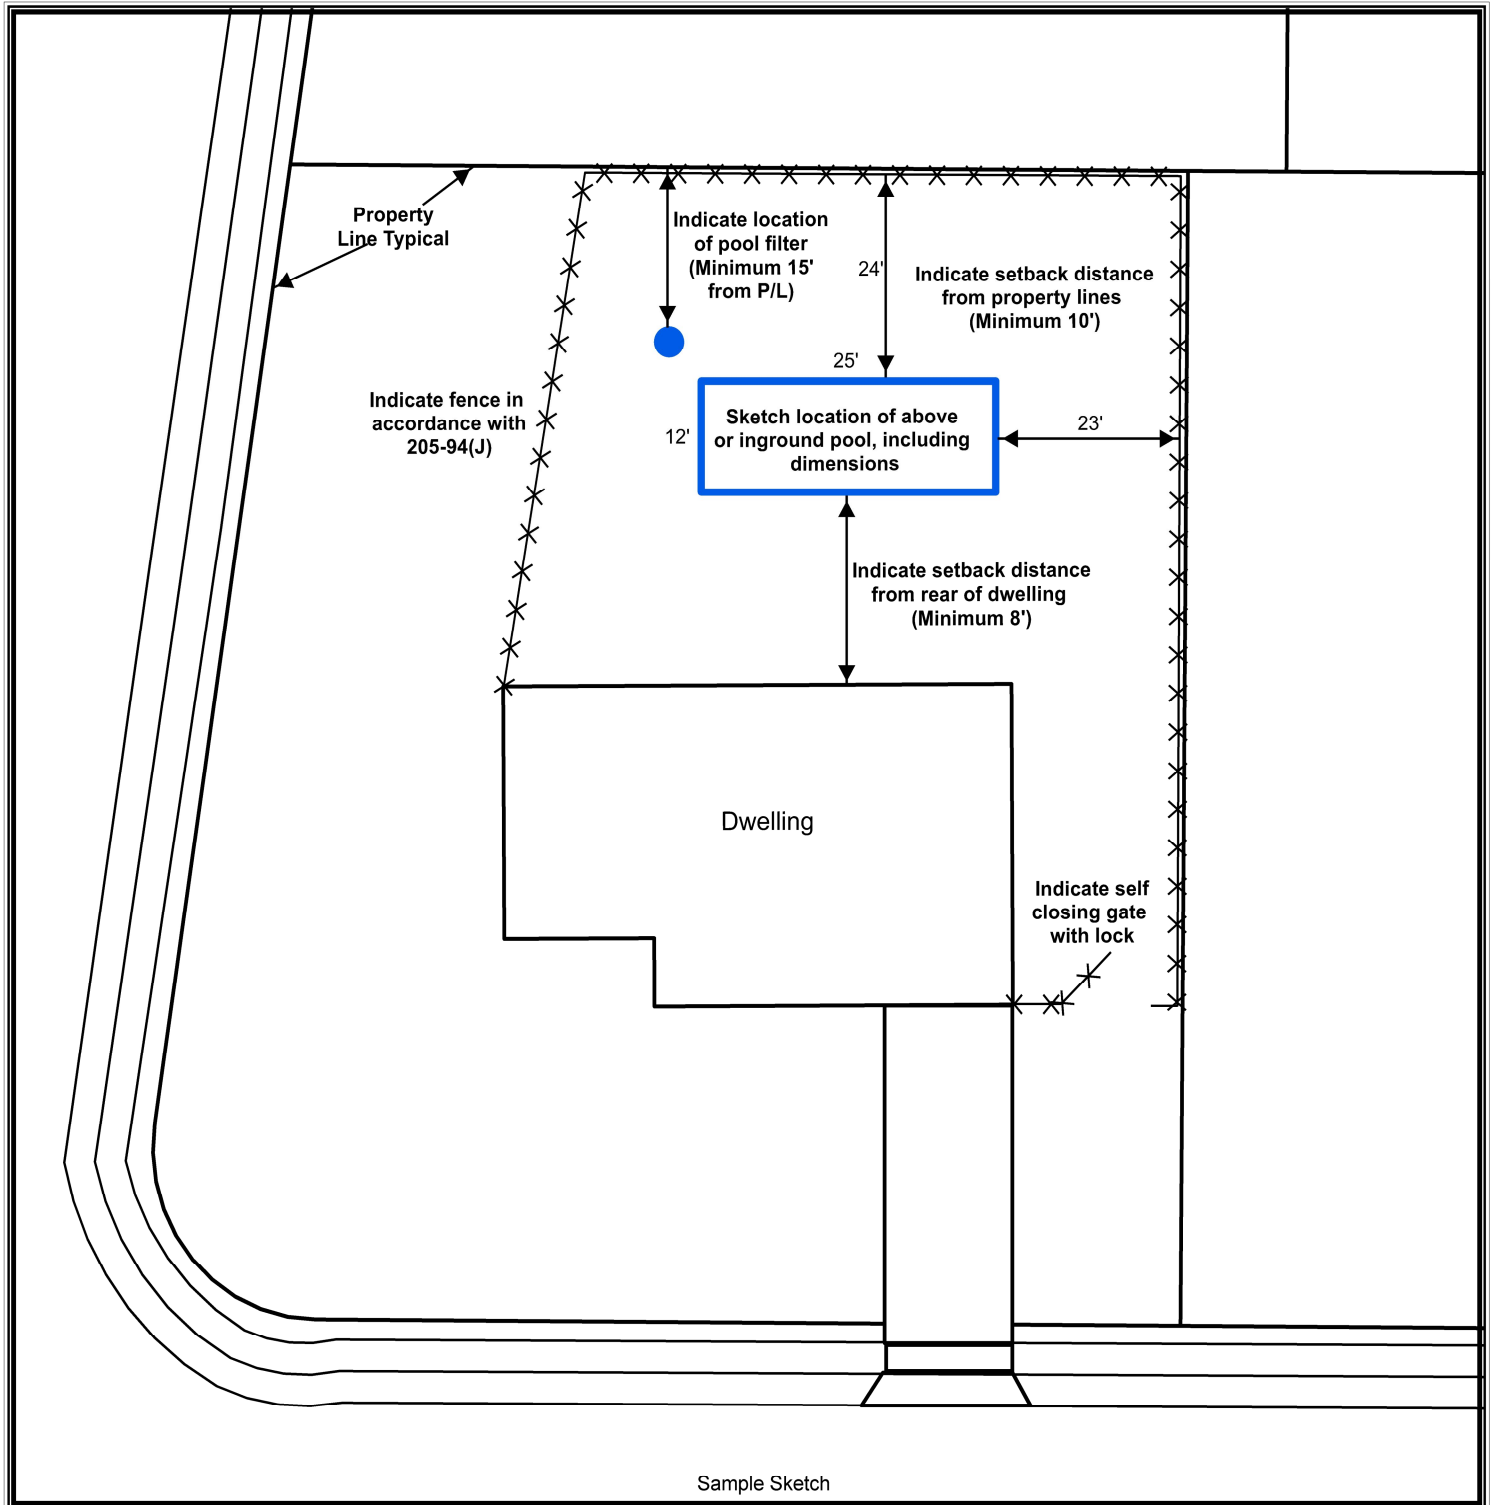 Property
Line Typical
Indicate location
of pool filter
(Minimum 15'
from P/L)
24'
Indicate setback distance
from property lines
(Minimum 10')
25'
Indicate fence in
accordance with
205-94(J)
12'
Sketch location of above
or inground pool, including
dimensions
23'
Indicate setback distance
from rear of dwelling
(Minimum 8')
Dwelling
Indicate self
closing gate
with lock
Sample Sketch